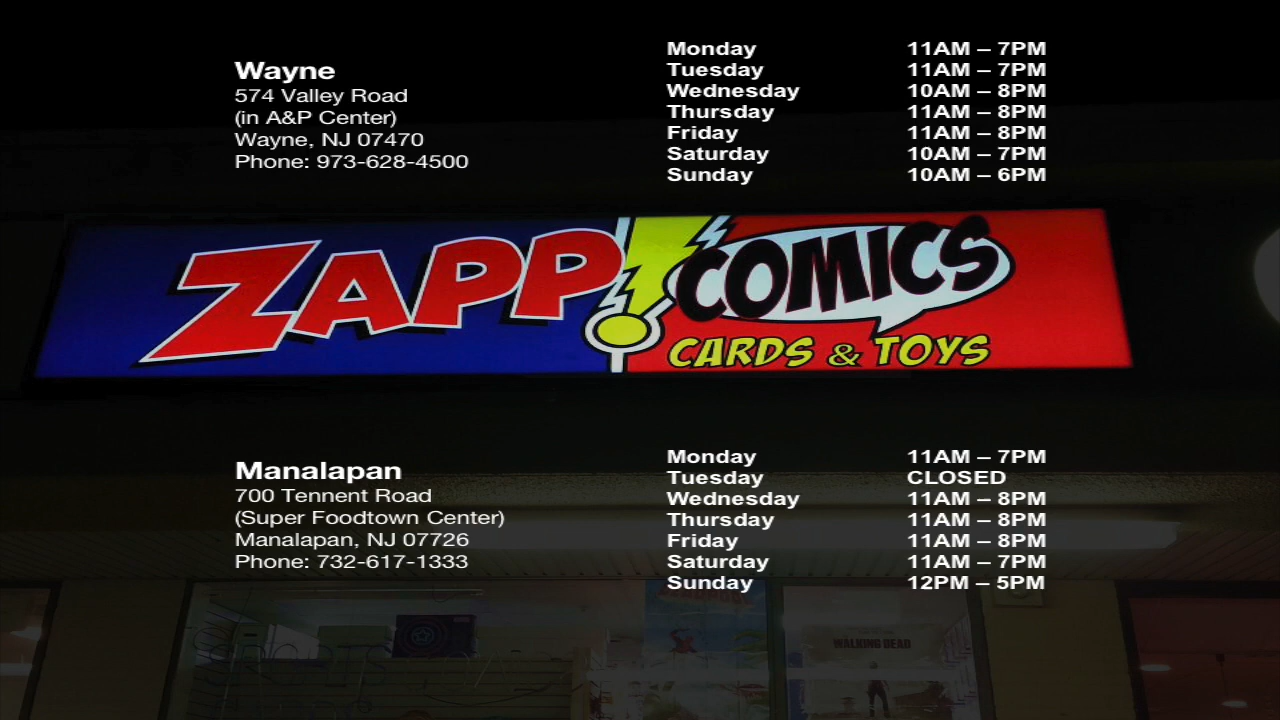 Wayne
574 Valley Road
(in A&P Center)
Wayne, NJ 07470
Phone: 973-628-4500
Monday 11AM – 7PM
Tuesday 11AM – 7PM
Wednesday 10AM – 8PM
Thursday 11AM – 8PM
Friday 11AM – 8PM
Saturday 10AM – 7PM
Sunday 10AM – 6PM
ZAPP! COMICS
CARDS & TOYS
Manalapan
700 Tennent Road
(Super Foodtown Center)
Manalapan, NJ 07726
Phone: 732-617-1333
Monday 11AM – 7PM
Tuesday CLOSED
Wednesday 11AM – 8PM
Thursday 11AM – 8PM
Friday 11AM – 8PM
Saturday 11AM – 7PM
Sunday 12PM – 5PM
WALKING DEAD